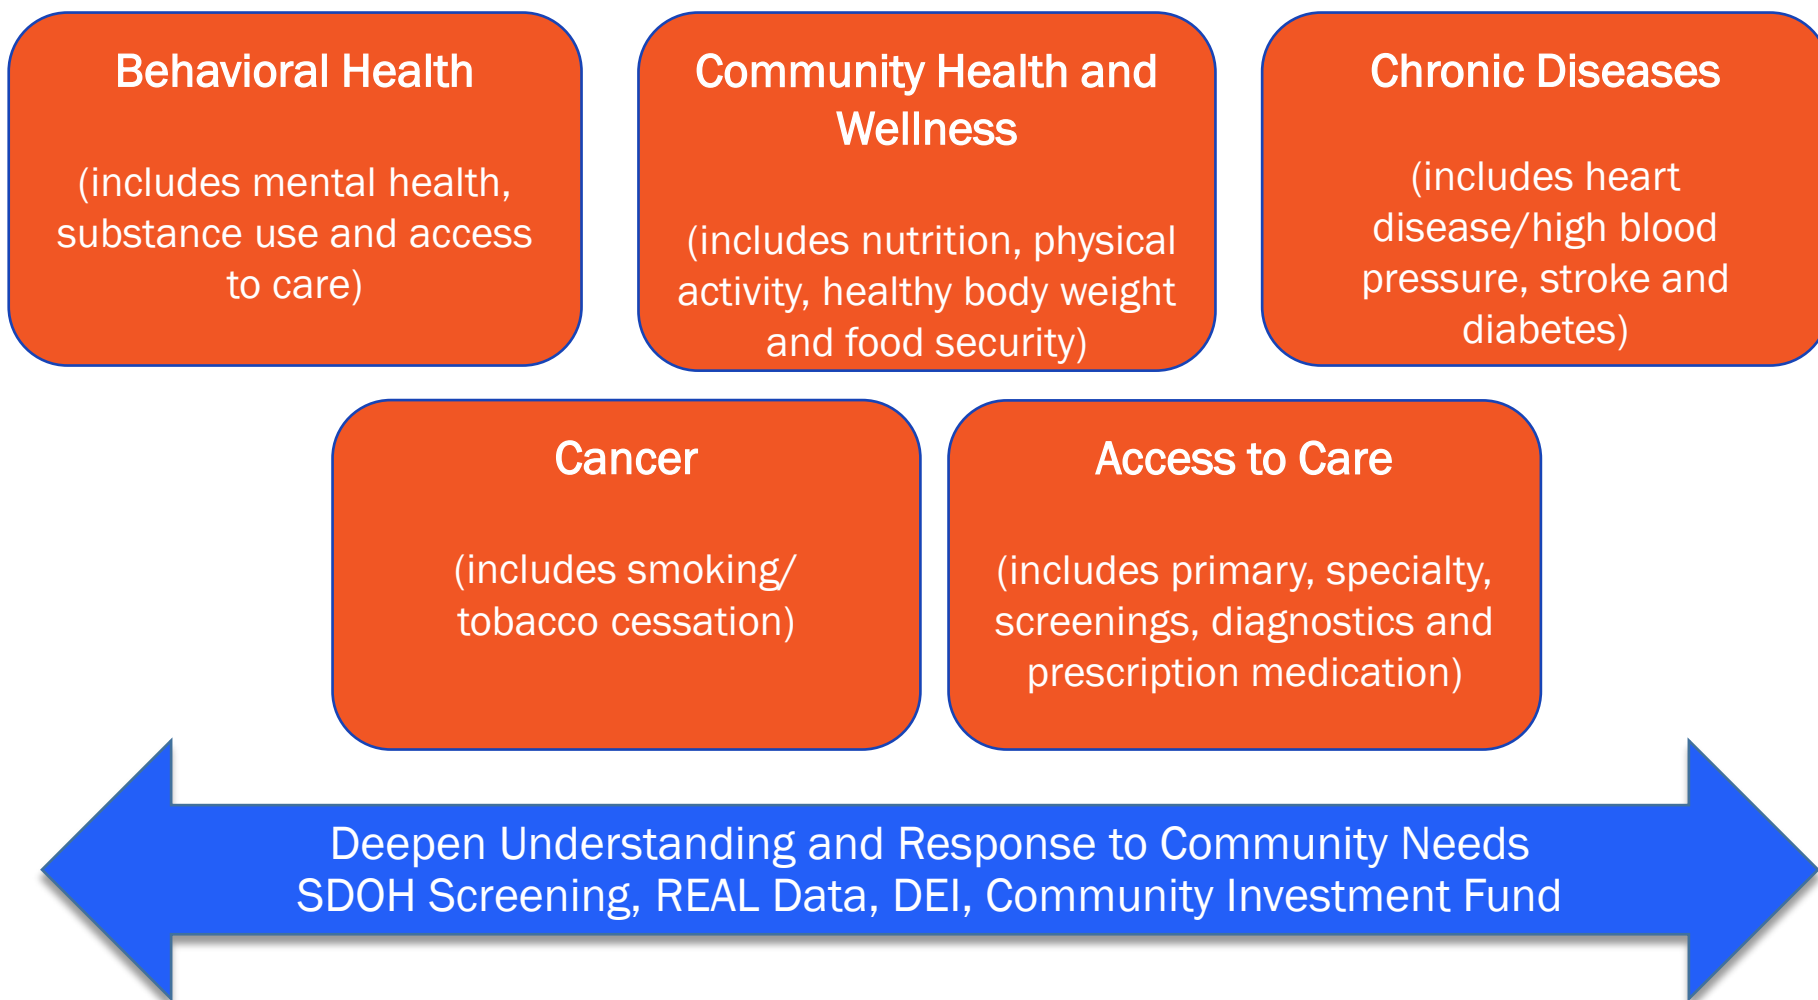 Behavioral Health
(includes mental health,
substance use and access
to care)
Community Health and
Wellness
(includes nutrition, physical
activity, healthy body weight
and food security)
Chronic Diseases
(includes heart
disease/high blood
pressure, stroke and
diabetes)
Cancer
(includes smoking/
tobacco cessation)
Access to Care
(includes primary, specialty,
screenings, diagnostics and
prescription medication)
Deepen Understanding and Response to Community Needs
SDOH Screening, REAL Data, DEI, Community Investment Fund